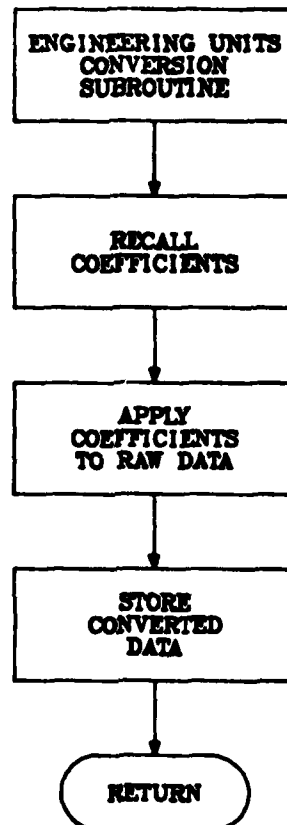 ENGINEERING UNITS
CONVERSION
SUBROUTINE
RECALL
COEFFICIENTS
APPLY
COEFFICIENTS
TO RAW DATA
STORE
CONVERTED
DATA
RETURN